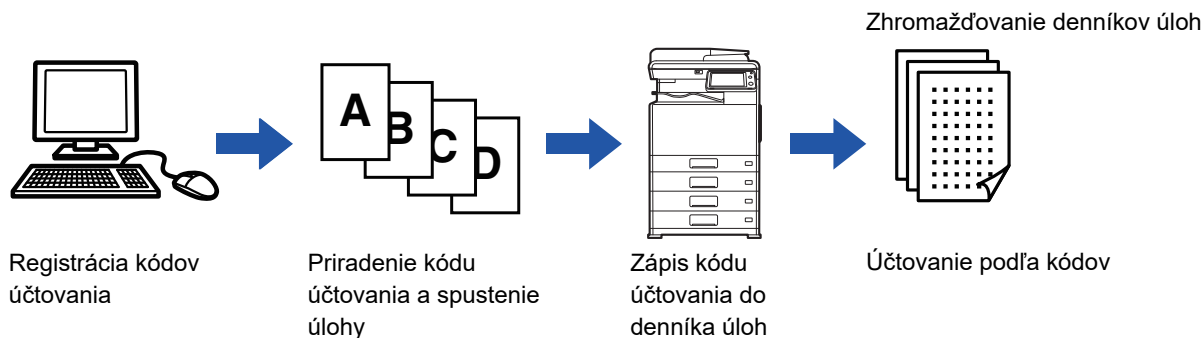 Zhromažďovanie denníkov úloh
A
B
C
D
Registrácia kódov
účtovania
Priradenie kódu
účtovania a spustenie
úlohy
Zápis kódu
účtovania do
denníka úloh
Účtovanie podľa kódov